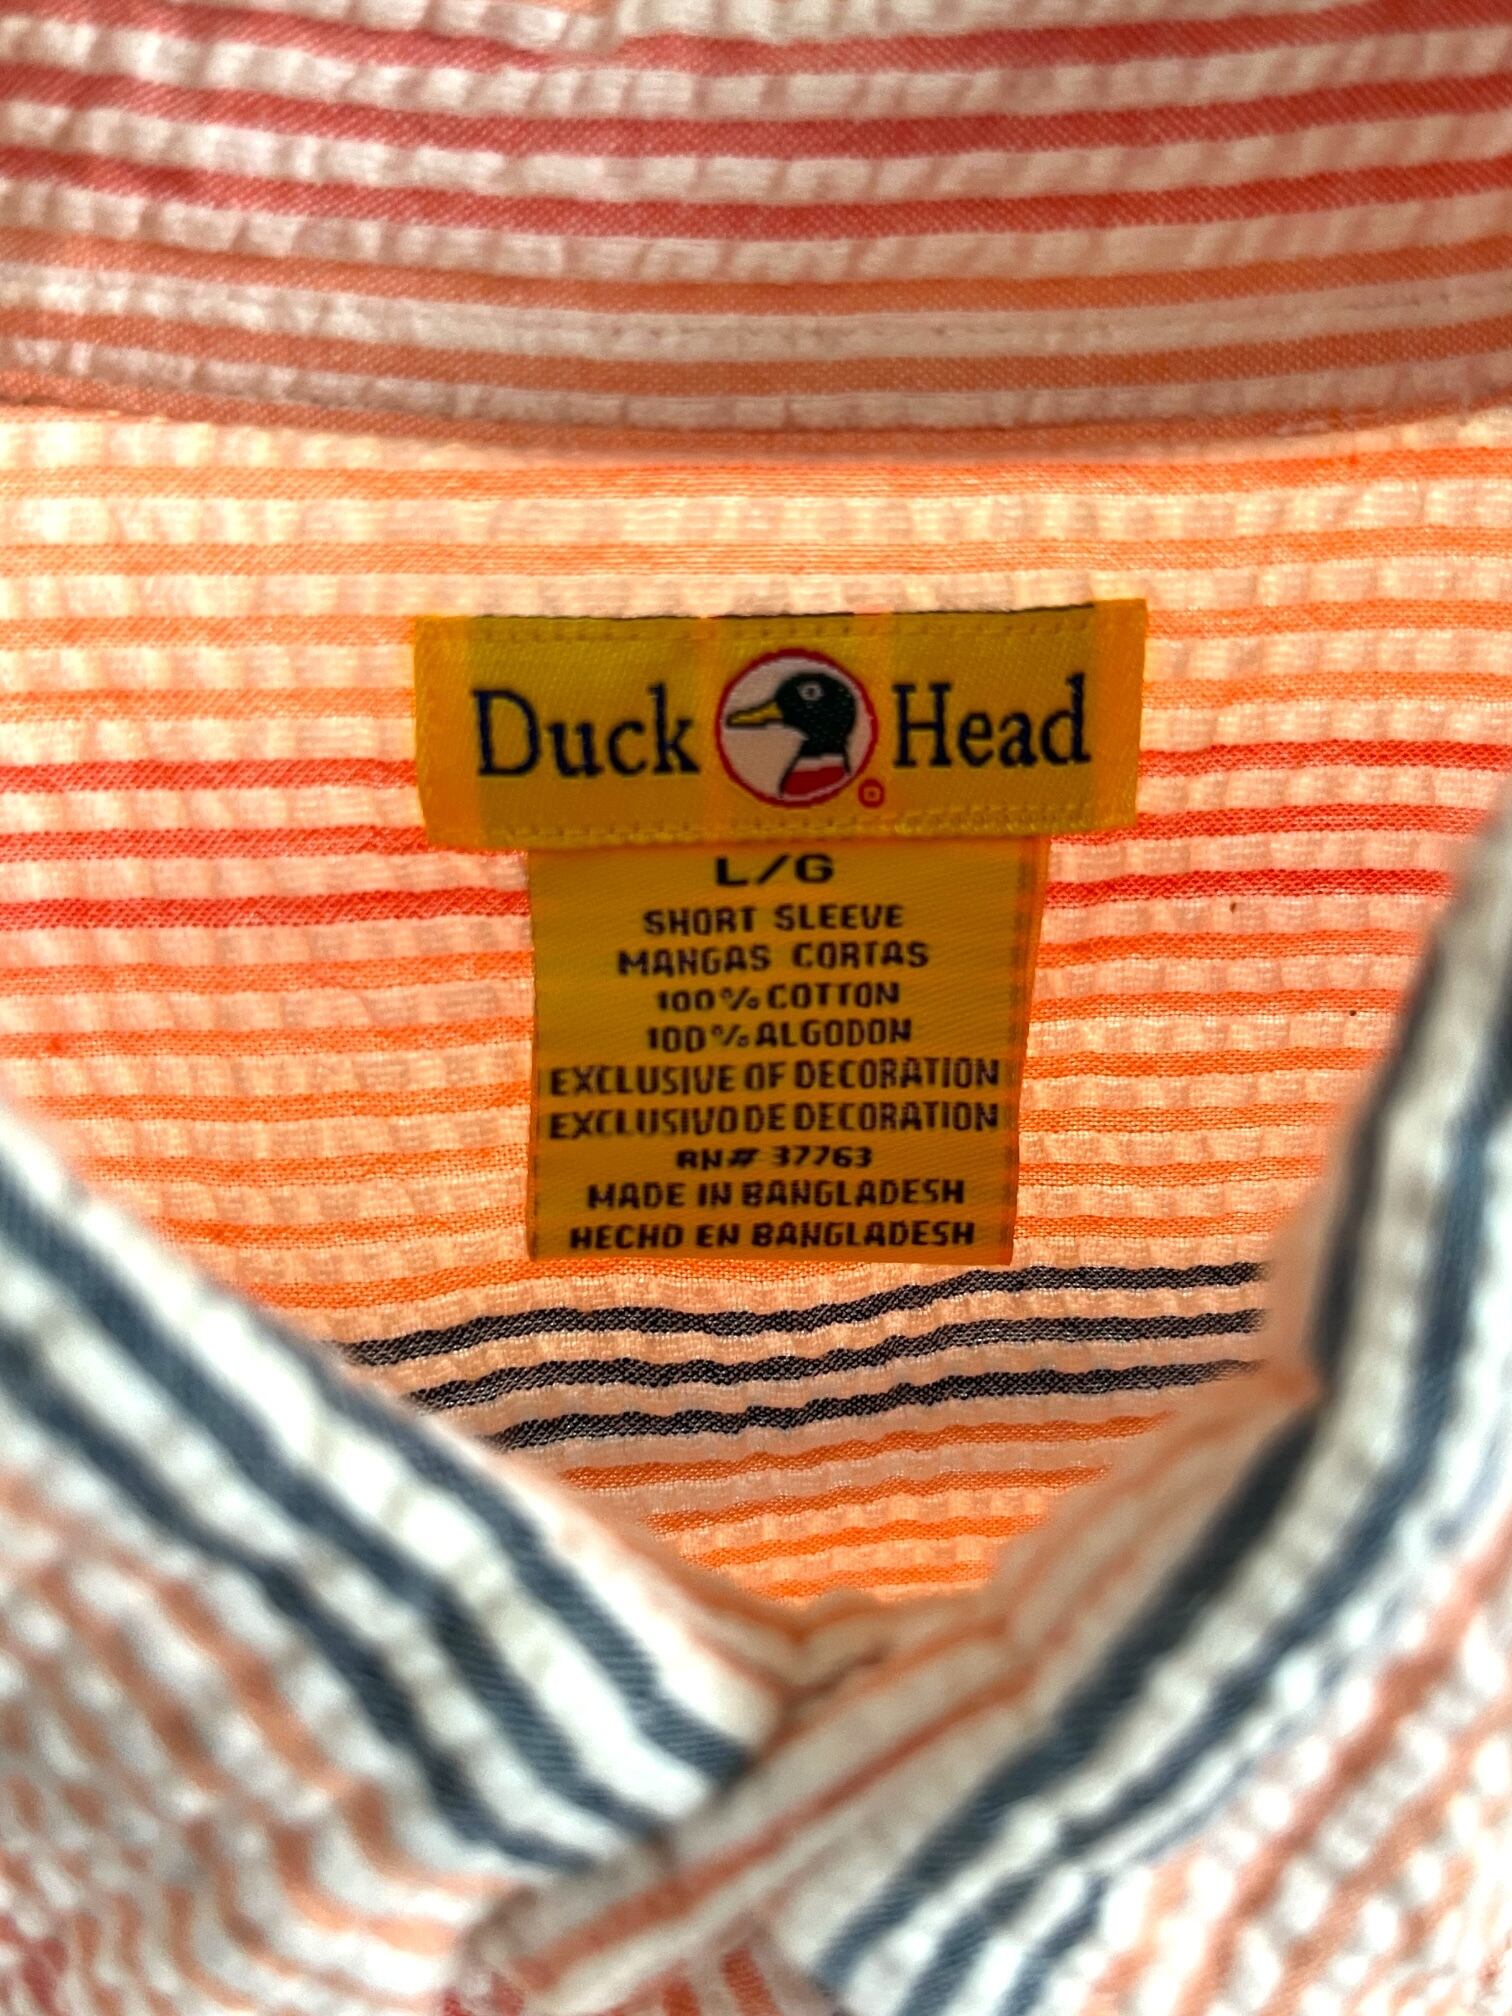 Duck Head
L/G
SHORT SLEEVE
MANGAS CORTAS
100% COTTON
100% ALGODON
EXCLUSIVE OF DECORATION
EXCLUSIVO DE DECORATION
RN# 37763
MADE IN BANGLADESH
HECHO EN BANGLADESH